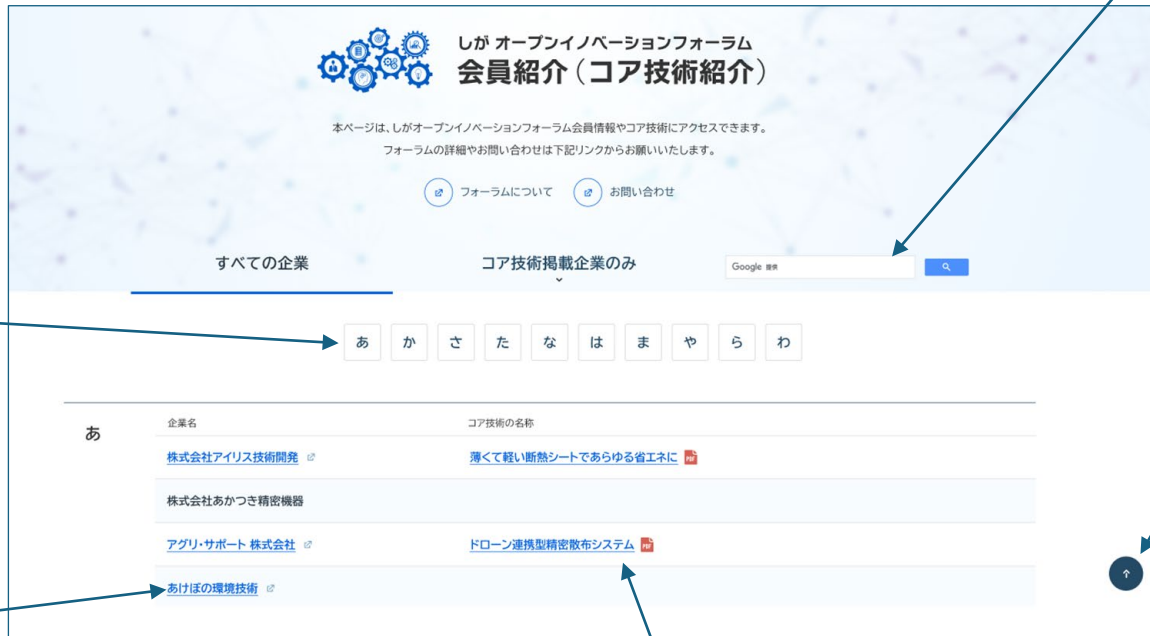 しが オープンイノベーションフォーラム
会員紹介（コア技術紹介）
本ページは、しがオープンイノベーションフォーラム会員情報やコア技術にアクセスできます。
フォーラムの詳細やお問い合わせは下記リンクからお願いいたします。
フォーラムについて お問い合わせ
すべての企業 コア技術掲載企業のみ Google 提供
あ か さ た な は ま や ら わ
あ 企業名 コア技術の名称
株式会社アイリス技術開発 薄くて軽い断熱シートであらゆる省エネに PDF
株式会社あかつき精密機器
アグリ・サポート 株式会社 ドローン連携型精密散布システム PDF
あけぼの環境技術